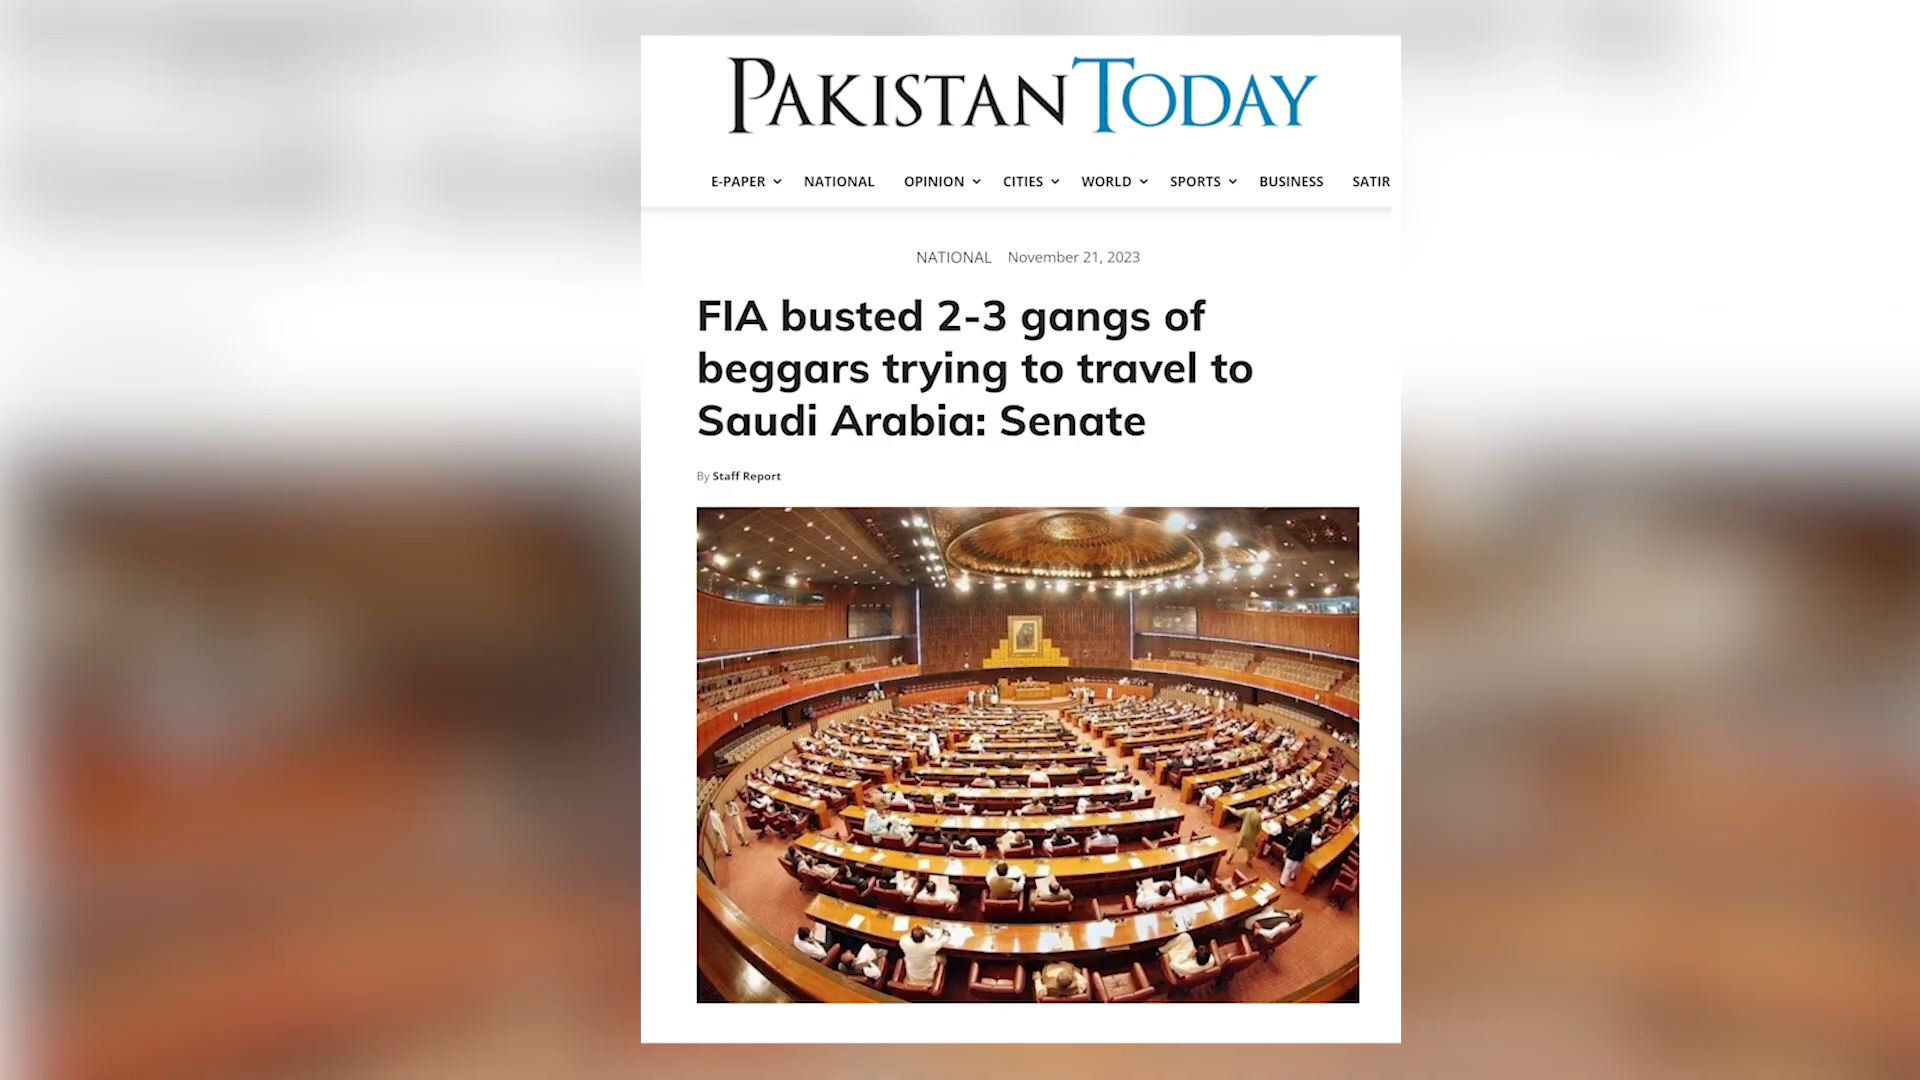 PAKISTAN TODAY
E-PAPER NATIONAL OPINION CITIES WORLD SPORTS BUSINESS SATIR
NATIONAL November 21, 2023
FIA busted 2-3 gangs of
beggars trying to travel to
Saudi Arabia: Senate
By Staff Report